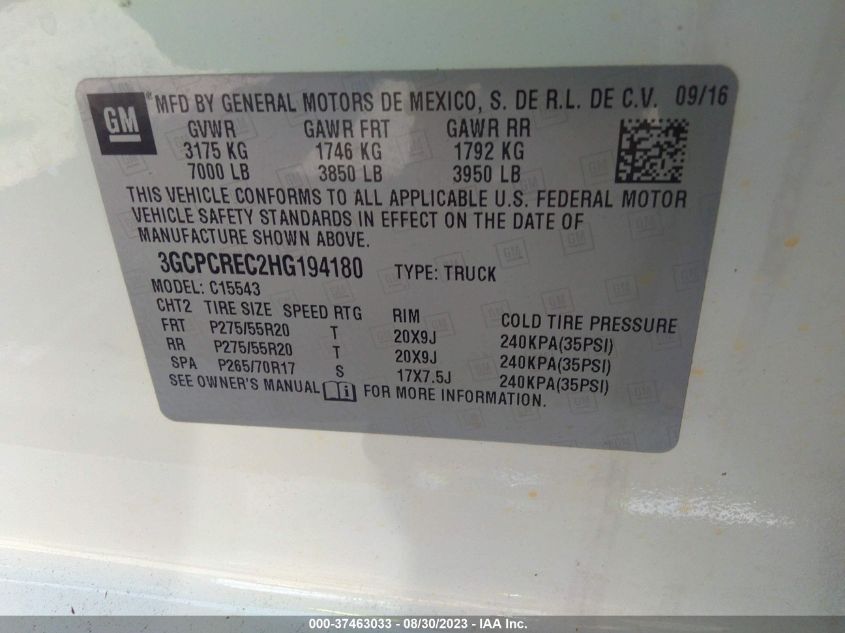 GM MFD BY GENERAL MOTORS DE MEXICO, S. DE R.L. DE C.V. 09/16
GVWR GAWR FRT GAWR RR
3175 KG 1746 KG 1792 KG
7000 LB 3850 LB 3950 LB
THIS VEHICLE CONFORMS TO ALL APPLICABLE U.S. FEDERAL MOTOR
VEHICLE SAFETY STANDARDS IN EFFECT ON THE DATE OF
MANUFACTURE SHOWN ABOVE.
3GCPCREC2HG194180 TYPE: TRUCK
MODEL: C15543
CHT2 TIRE SIZE SPEED RTG RIM COLD TIRE PRESSURE
FRT P275/55R20 T 20X9J 240KPA(35PSI)
RR P275/55R20 T 20X9J 240KPA(35PSI)
SPA P265/70R17 S 17X7.5J 240KPA(35PSI)
SEE OWNER'S MANUAL FOR MORE INFORMATION.
000-37463033 - 08/30/2023 - IAA Inc.